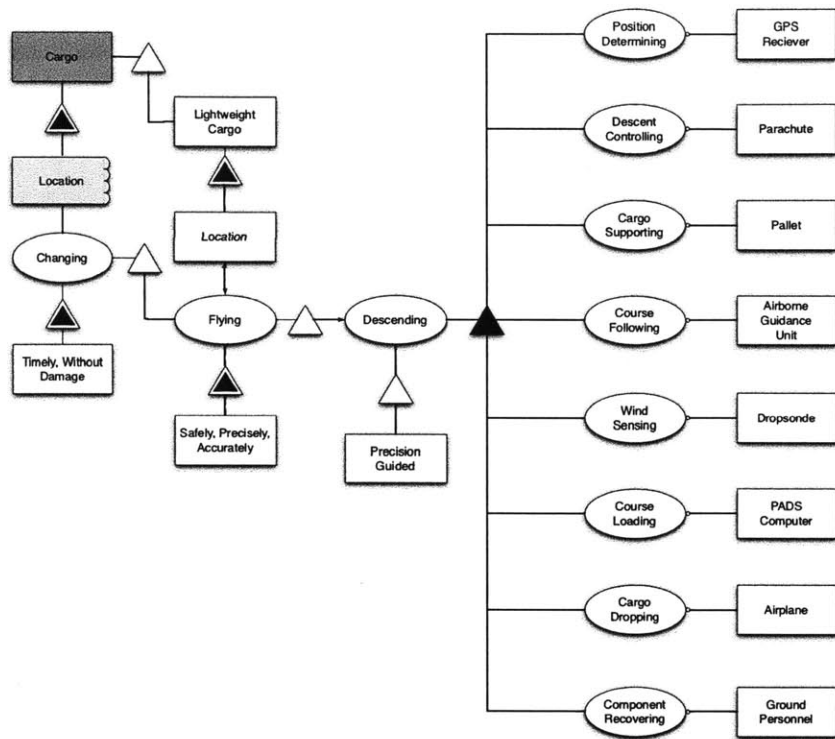 Cargo
Lightweight
Cargo
Location
Location
Changing
Flying
Descending
Timely, Without
Damage
Safely, Precisely,
Accurately
Precision
Guided
Position
Determining
GPS
Reciever
Descent
Controlling
Parachute
Cargo
Supporting
Pallet
Course
Following
Airborne
Guidance
Unit
Wind
Sensing
Dropsonde
Course
Loading
PADS
Computer
Cargo
Dropping
Airplane
Component
Recovering
Ground
Personnel